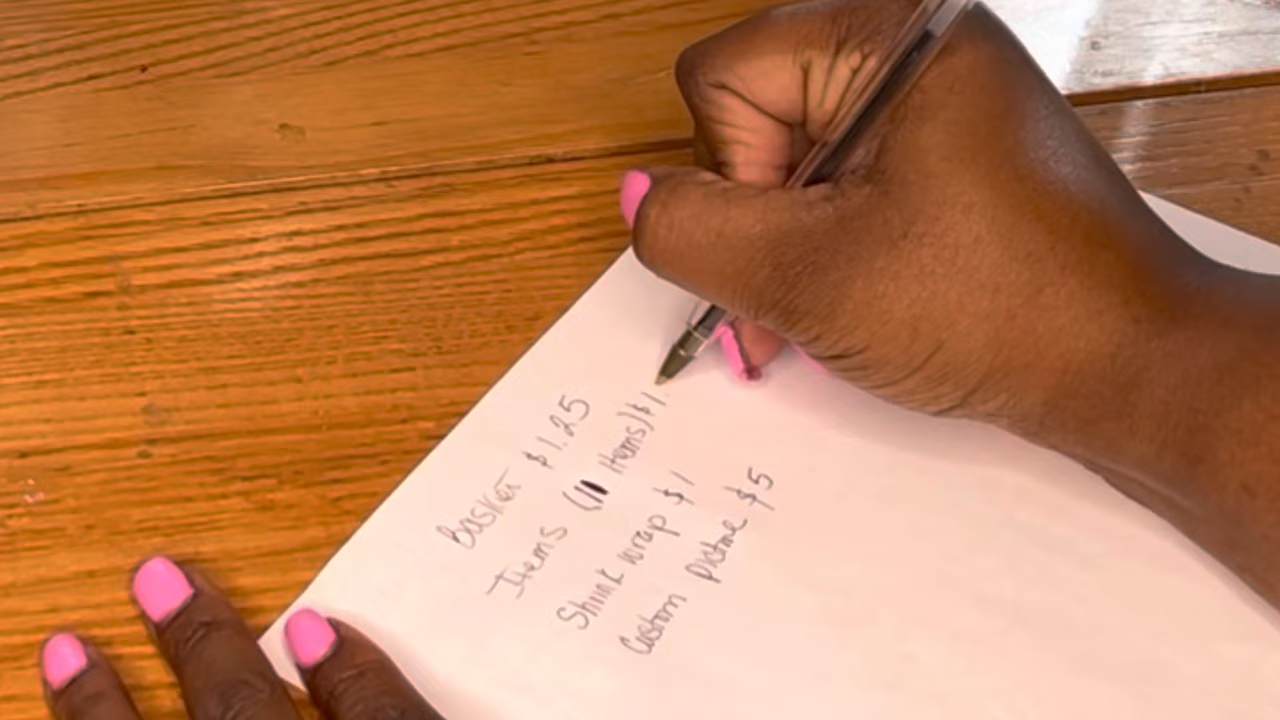 Basket $1.25
Items (11 items) $1.
Shrink wrap $1
Custom picture $5